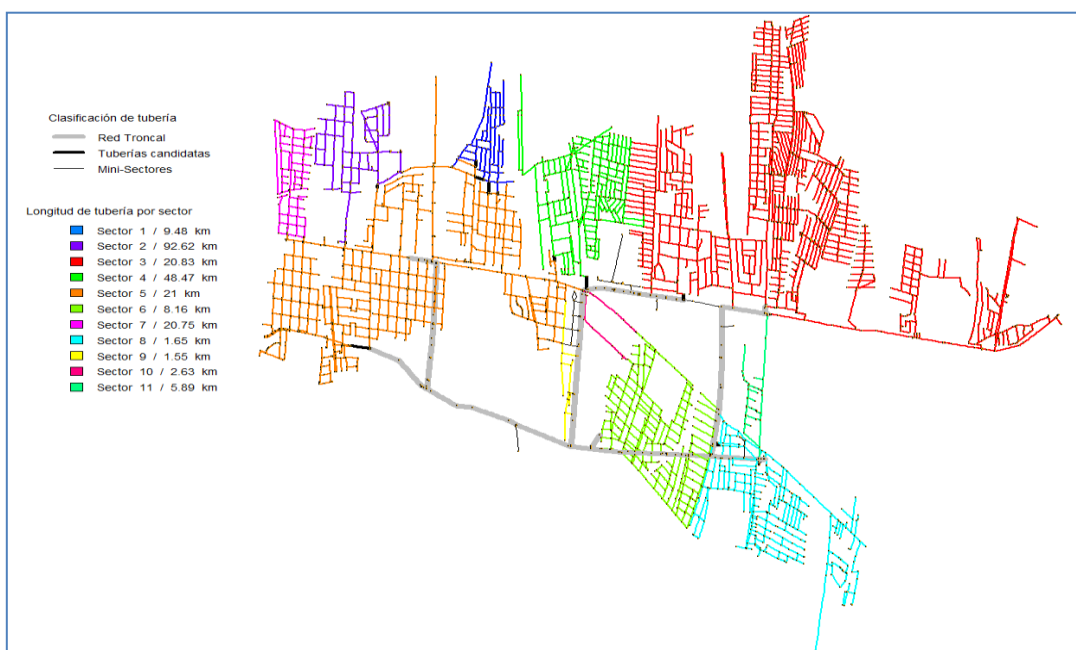 Clasificación de tubería
Red Troncal
Tuberías candidatas
Mini-Sectores
Longitud de tubería por sector
Sector 1 / 9.48 km
Sector 2 / 92.62 km
Sector 3 / 20.83 km
Sector 4 / 48.47 km
Sector 5 / 21 km
Sector 6 / 8.16 km
Sector 7 / 20.75 km
Sector 8 / 1.65 km
Sector 9 / 1.55 km
Sector 10 / 2.63 km
Sector 11 / 5.89 km